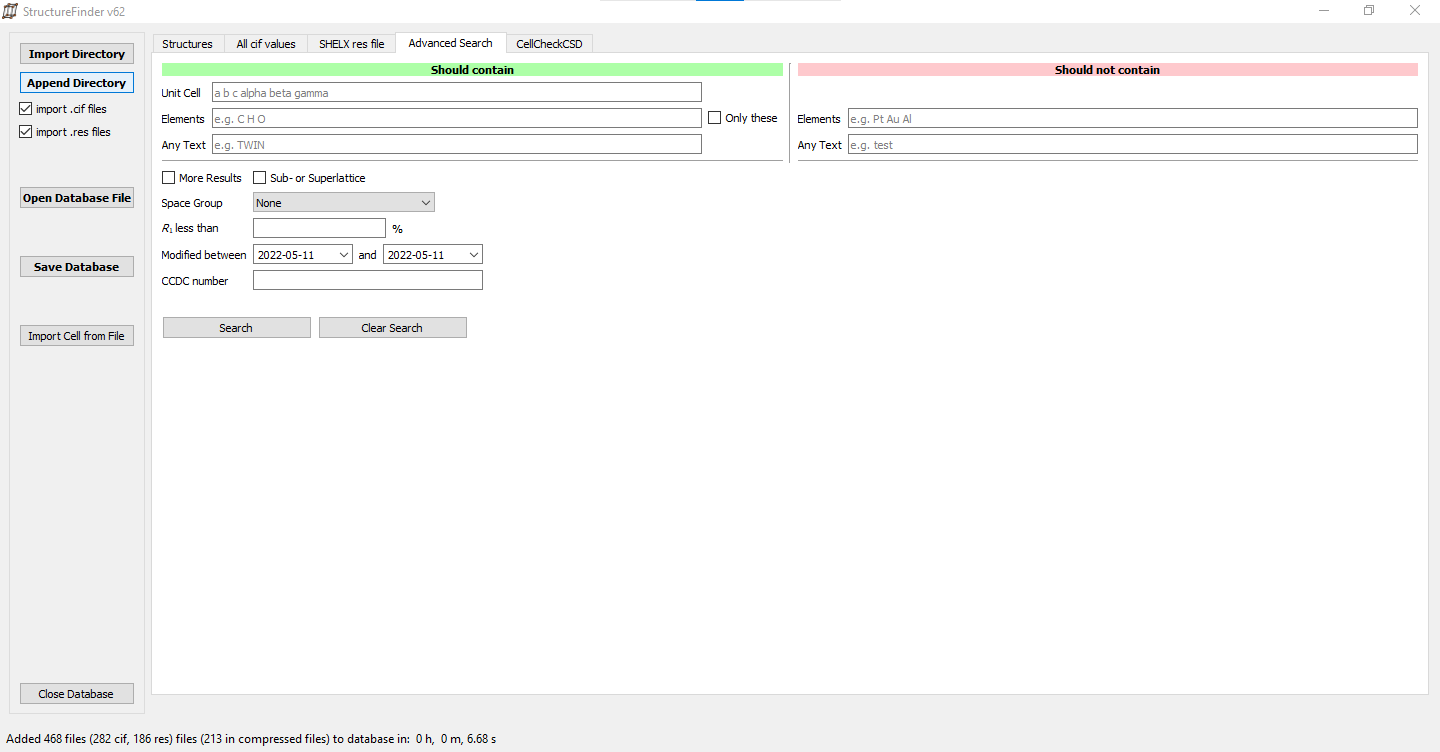 StructureFinder v62
Import Directory
Append Directory
import .cif files
import .res files
Open Database File
Save Database
Import Cell from File
Close Database
Structures All cif values SHELX res file Advanced Search CellCheckCSD
Should contain
Unit Cell a b c alpha beta gamma
Elements e.g. C H O Only these
Any Text e.g. TWIN
Should not contain
Elements e.g. Pt Au Al
Any Text e.g. test
More Results Sub- or Superlattice
Space Group None
R₁ less than %
Modified between 2022-05-11 and 2022-05-11
CCDC number
Search Clear Search
Added 468 files (282 cif, 186 res) files (213 in compressed files) to database in: 0 h, 0 m, 6.68 s